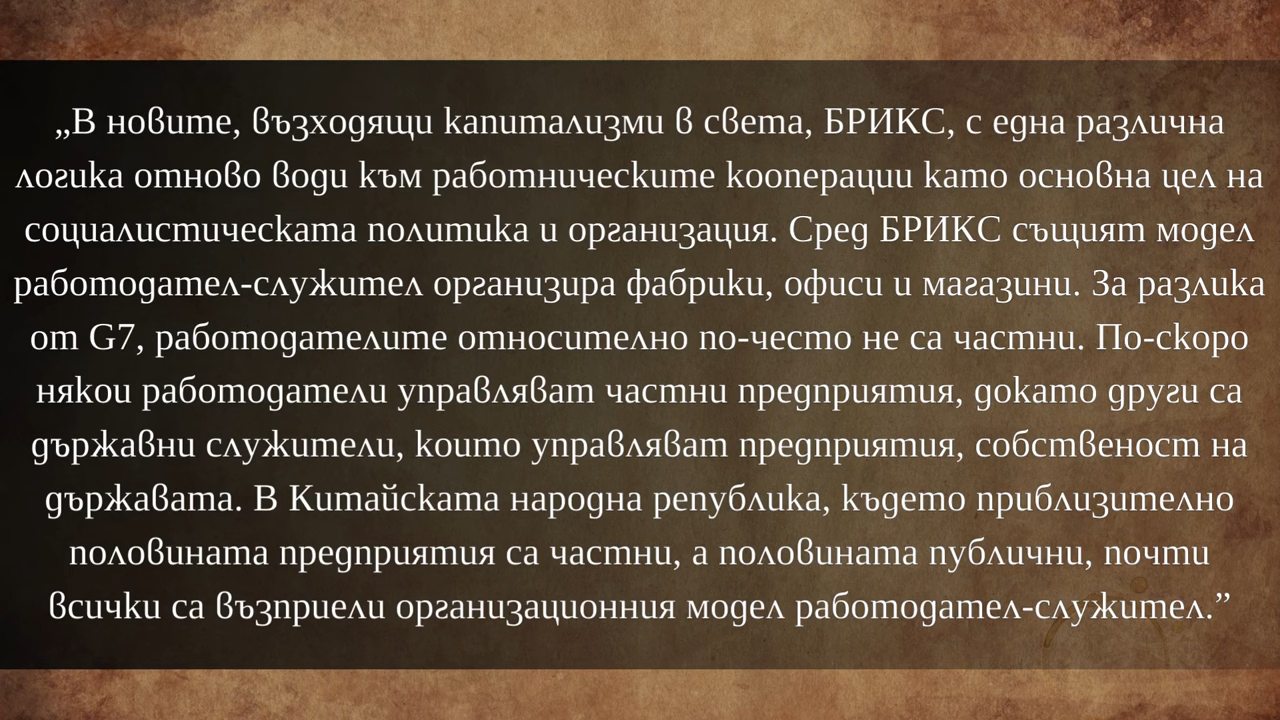 „В новите, възходящи капитализми в света, БРИКС, с една различна
логика отново води към работническите кооперации като основна цел на
социалистическата политика и организация. Сред БРИКС същият модел
работодател-служител организира фабрики, офиси и магазини. За разлика
от G7, работодателите относително по-често не са частни. По-скоро
някои работодатели управляват частни предприятия, докато други са
държавни служители, които управляват предприятия, собственост на
държавата. В Китайската народна република, където приблизително
половината предприятия са частни, а половината публични, почти
всички са възприели организационния модел работодател-служител.”